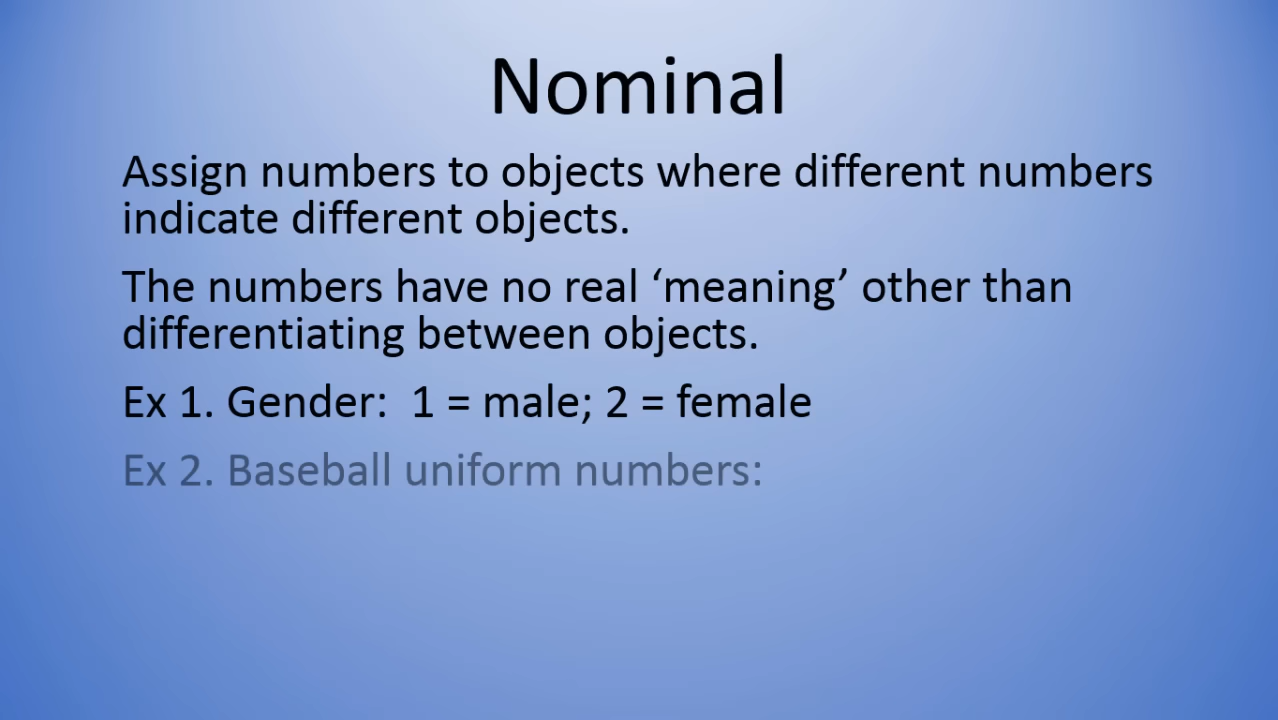 Nominal
Assign numbers to objects where different numbers
indicate different objects.
The numbers have no real ‘meaning’ other than
differentiating between objects.
Ex 1. Gender:  1 = male; 2 = female
Ex 2. Baseball uniform numbers: